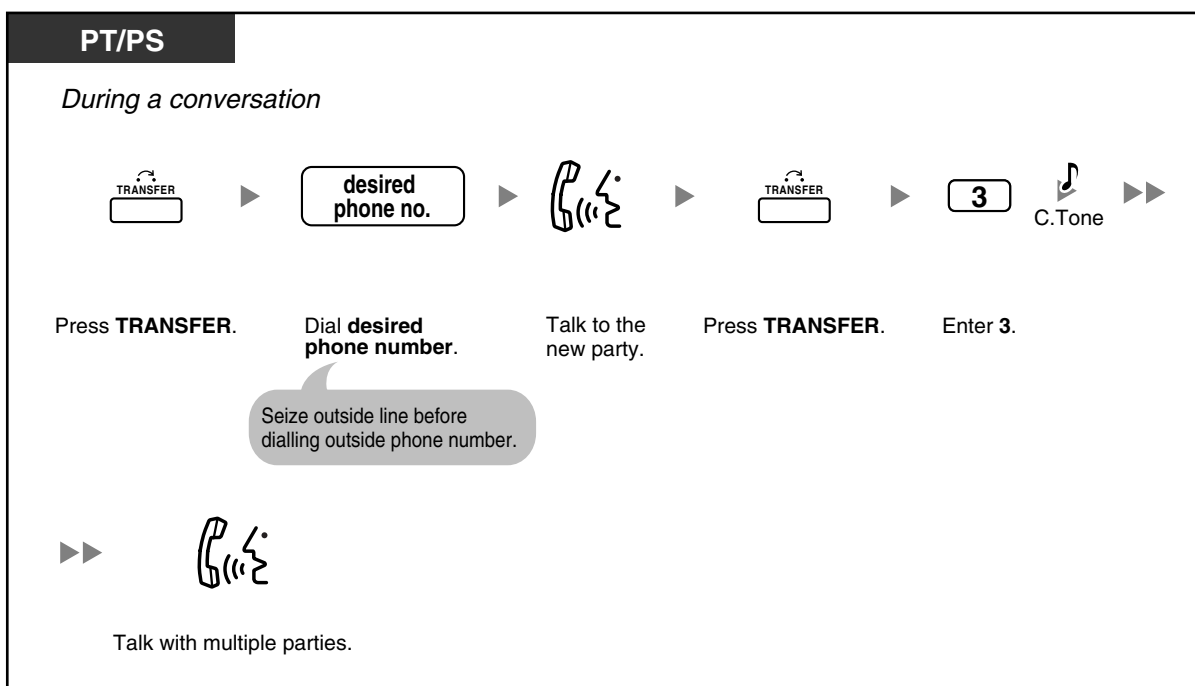 PT/PS
During a conversation
TRANSFER
desired
phone no.
TRANSFER
3
C.Tone
Press TRANSFER.
Dial desired
phone number.
Talk to the
new party.
Press TRANSFER.
Enter 3.
Seize outside line before
dialling outside phone number.
Talk with multiple parties.